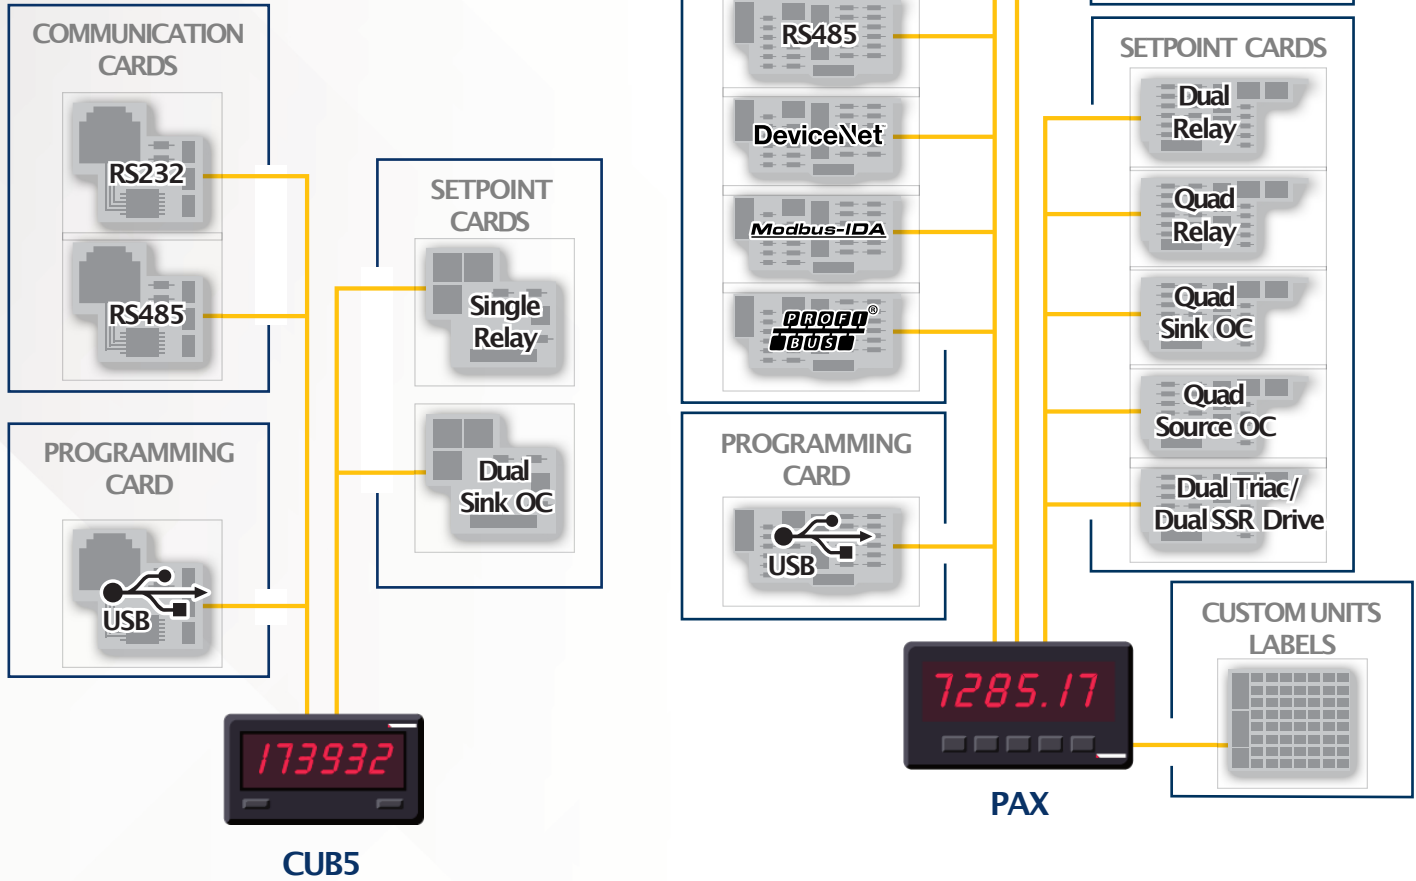 COMMUNICATION
CARDS
RS232
RS485
PROGRAMMING
CARD
USB
SETPOINT
CARDS
Single
Relay
Dual
Sink OC
173932
CUB5
RS485
DeviceNet
Modbus-IDA
PROFI®
BUS
PROGRAMMING
CARD
USB
SETPOINT CARDS
Dual
Relay
Quad
Relay
Quad
Sink OC
Quad
Source OC
Dual Triac/
Dual SSR Drive
CUSTOM UNITS
LABELS
7285.17
PAX